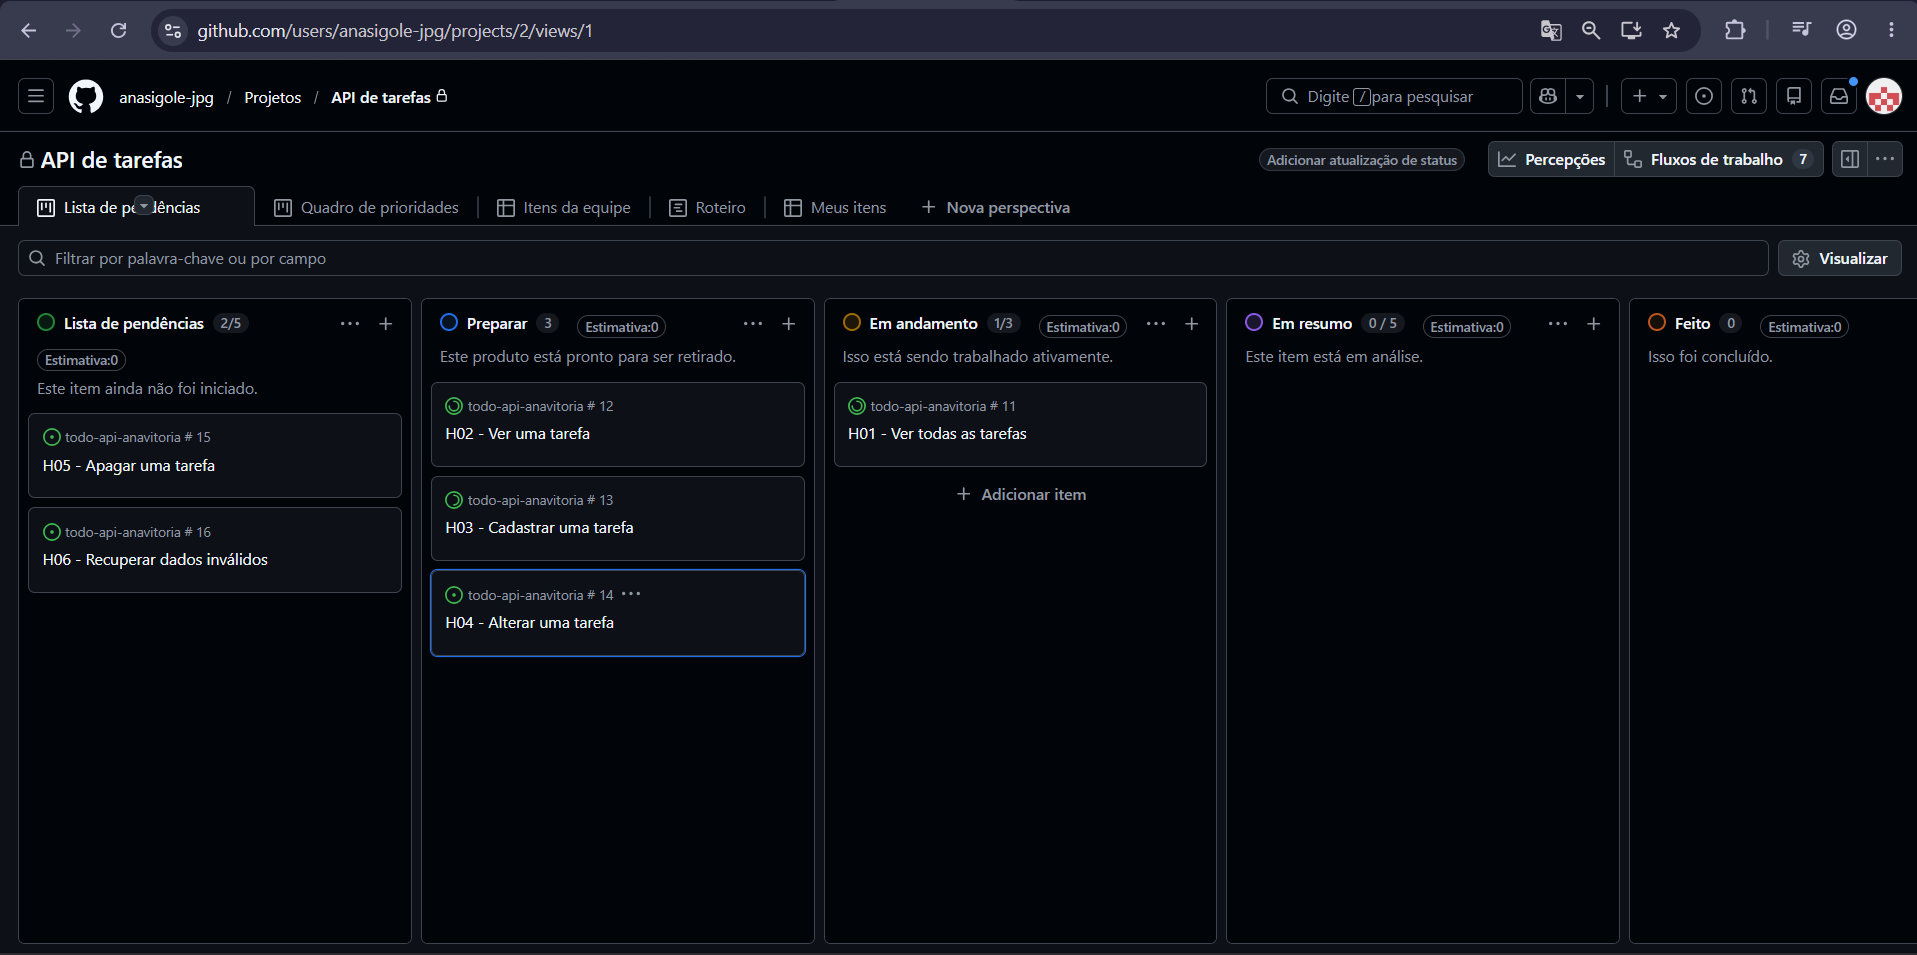 github.com/users/anasigole-jpg/projects/2/views/1
anasigole-jpg / Projetos / API de tarefas
Digite / para pesquisar
API de tarefas
Adicionar atualização de status
Percepções
Fluxos de trabalho 7
Lista de pendências
Quadro de prioridades
Itens da equipe
Roteiro
Meus itens
Nova perspectiva
Filtrar por palavra-chave ou por campo
Visualizar
Lista de pendências 2/5
Estimativa:0
Este item ainda não foi iniciado.
todo-api-anavitoria # 15
H05 - Apagar uma tarefa
todo-api-anavitoria # 16
H06 - Recuperar dados inválidos
Preparar 3 Estimativa:0
Este produto está pronto para ser retirado.
todo-api-anavitoria # 12
H02 - Ver uma tarefa
todo-api-anavitoria # 13
H03 - Cadastrar uma tarefa
todo-api-anavitoria # 14
H04 - Alterar uma tarefa
Em andamento 1/3 Estimativa:0
Isso está sendo trabalhado ativamente.
todo-api-anavitoria # 11
H01 - Ver todas as tarefas
Adicionar item
Em resumo 0 / 5 Estimativa:0
Este item está em análise.
Feito 0 Estimativa:0
Isso foi concluído.